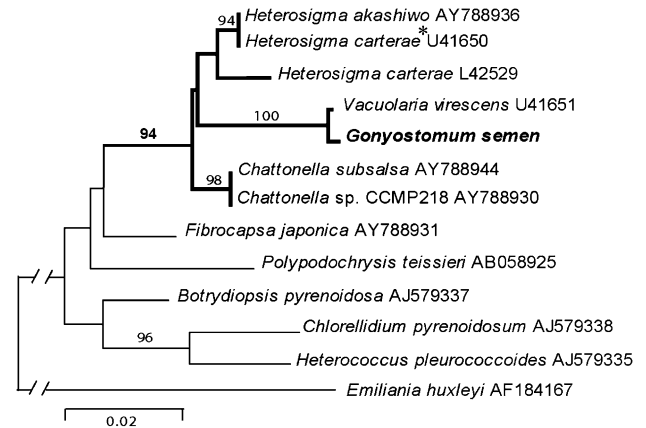 94 Heterosigma akashiwo AY788936
Heterosigma carterae*U41650
Heterosigma carterae L42529
Vacuolaria virescens U41651
100
Gonyostomum semen
94
Chattonella subsalsa AY788944
98
Chattonella sp. CCMP218 AY788930
Fibrocapsa japonica AY788931
Polypodochrysis teissieri AB058925
Botrydiopsis pyrenoidosa AJ579337
Chlorellidium pyrenoidosum AJ579338
96
Heterococcus pleurococcoides AJ579335
Emiliania huxleyi AF184167
0.02